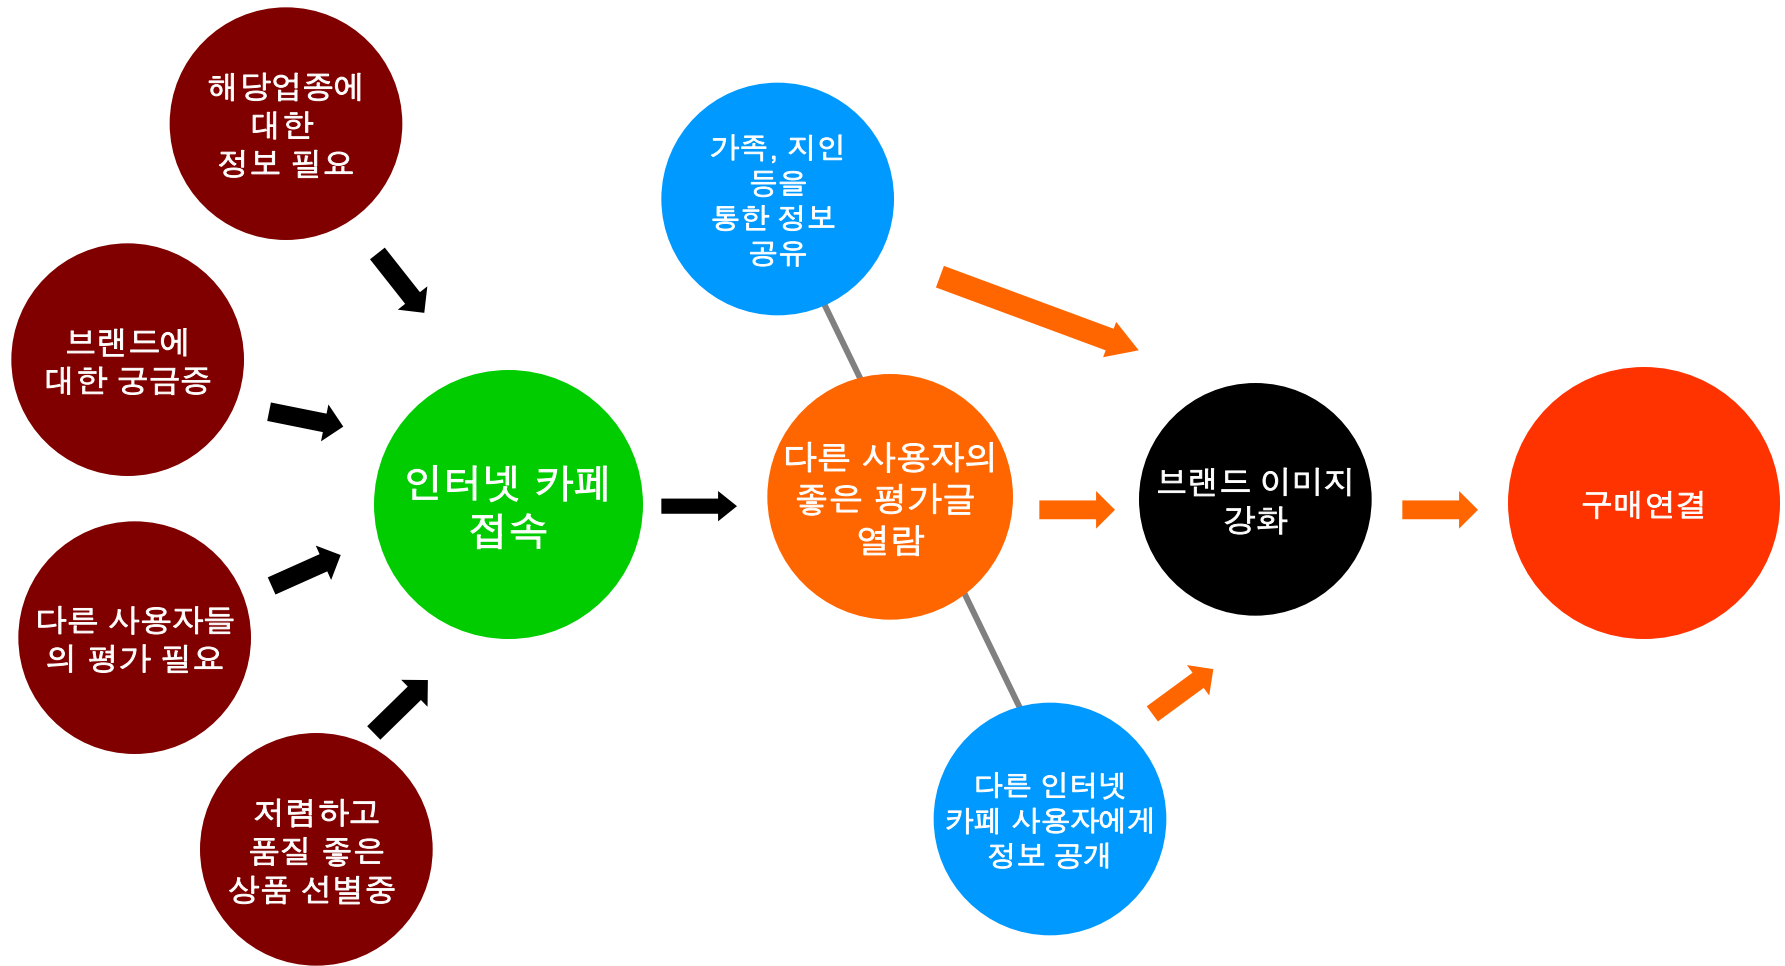 해당업종에
대한
정보 필요
브랜드에
대한 궁금증
다른 사용자들
의 평가 필요
저렴하고
품질 좋은
상품 선별중
인터넷 카페
접속
가족, 지인
등을
통한 정보
공유
다른 사용자의
좋은 평가글
열람
다른 인터넷
카페 사용자에게
정보 공개
브랜드 이미지
강화
구매연결